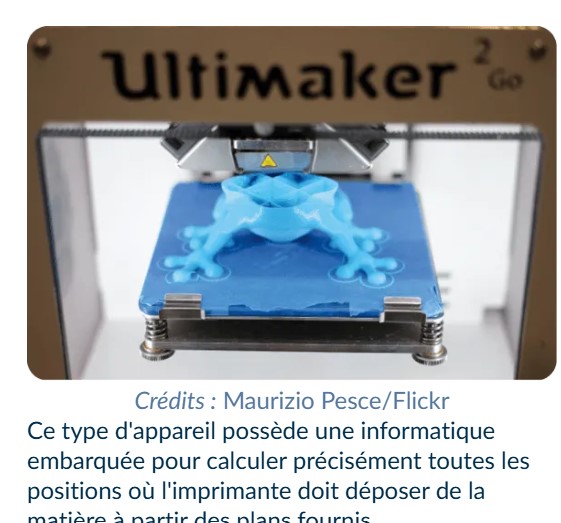 Ultimaker 2 Go
Crédits : Maurizio Pesce/Flickr
Ce type d'appareil possède une informatique
embarquée pour calculer précisément toutes les
positions où l'imprimante doit déposer de la
matière à partir des plans fournis